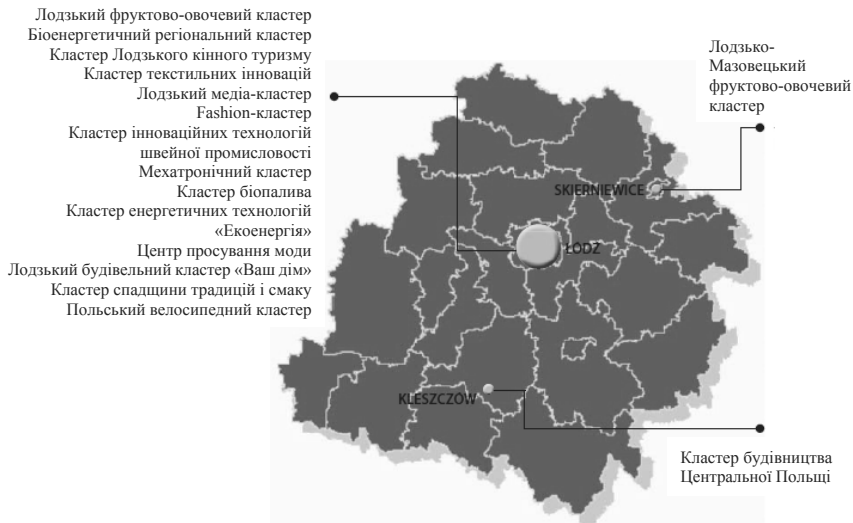 Лодзький фруктово-овочевий кластер
Біоенергетичний регіональний кластер
Кластер Лодзького кінного туризму
Кластер текстильних інновацій
Лодзький медіа-кластер
Fashion-кластер
Кластер інноваційних технологій
швейної промисловості
Мехатронічний кластер
Кластер біопалива
Кластер енергетичних технологій
«Екоенергія»
Центр просування моди
Лодзький будівельний кластер «Ваш дім»
Кластер спадщини традицій і смаку
Польський велосипедний кластер
Лодзько-
Мазовецький
фруктово-овочевий
кластер
SKIERNIEWICE
ŁÓDŹ
KLESZCZÓW
Кластер будівництва
Центральної Польщі